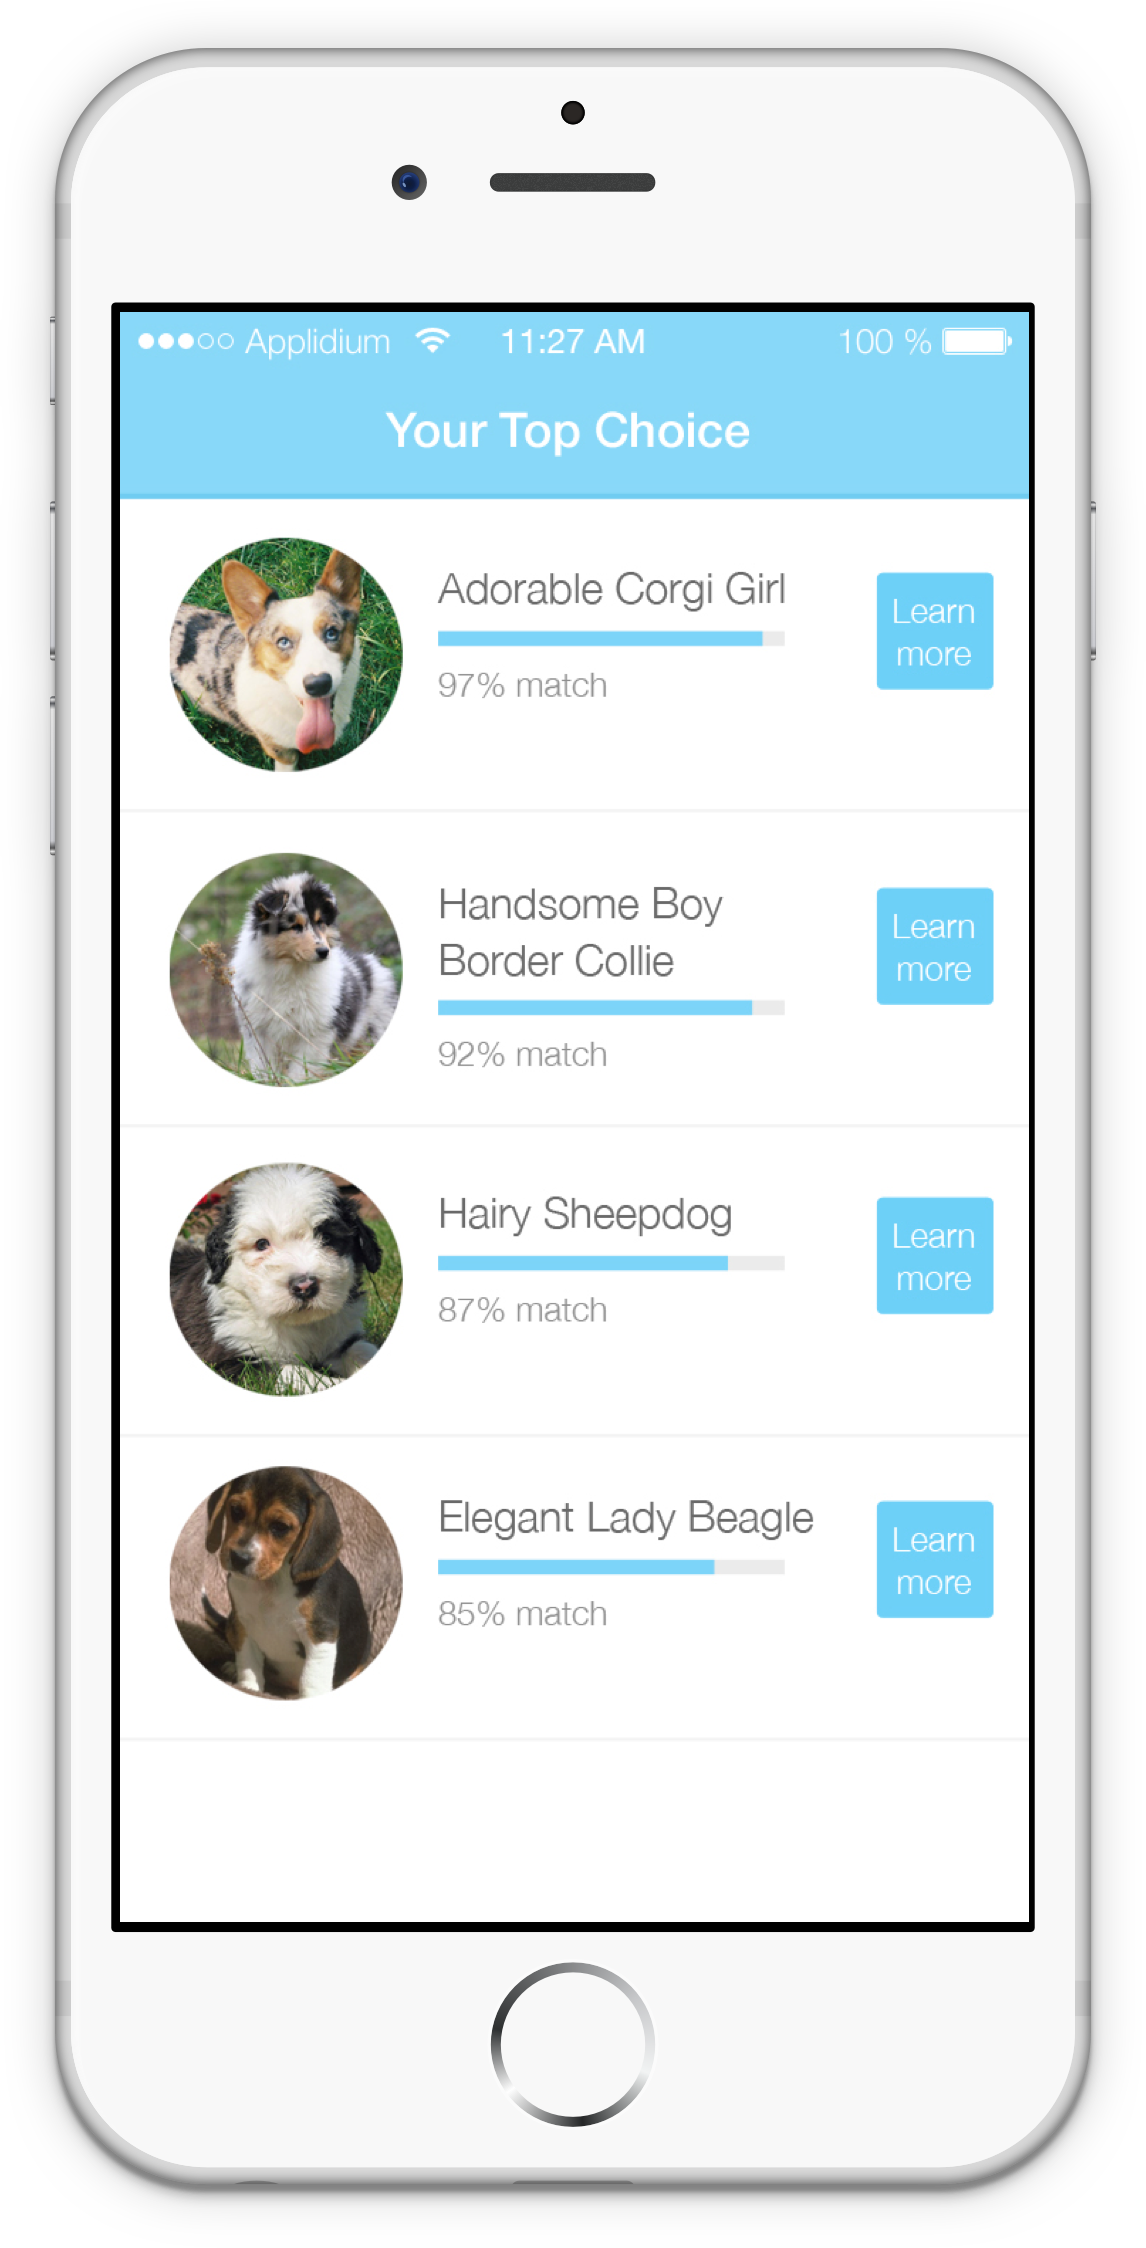 Applidium 11:27 AM 100 %
Your Top Choice
Adorable Corgi Girl
97% match
Learn
more
Handsome Boy
Border Collie
92% match
Learn
more
Hairy Sheepdog
87% match
Learn
more
Elegant Lady Beagle
85% match
Learn
more